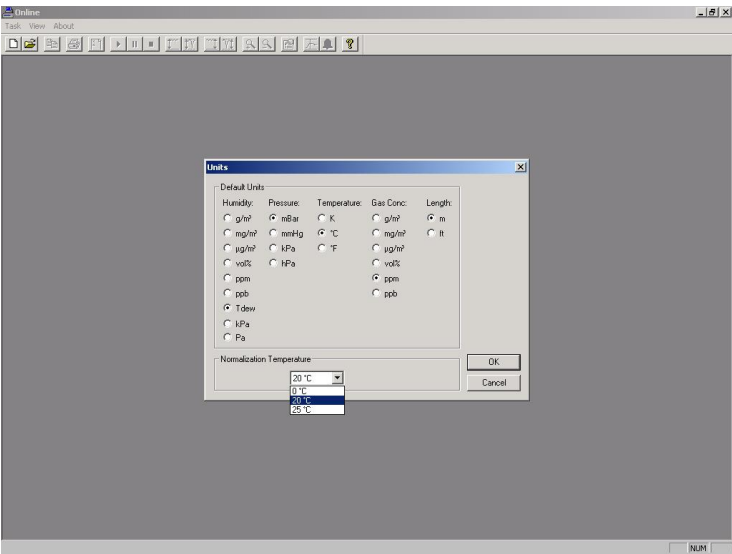 Online
Task View About
Units
Default Units
Humidity: Pressure: Temperature: Gas Conc: Length:
g/m³ mBar K g/m³ m
mg/m³ mmHg °C mg/m³ ft
µg/m³ kPa °F µg/m³
vol% hPa vol%
ppm ppm
ppb ppb
Tdew
kPa
Pa
Normalization Temperature
20 °C
0 °C
20 °C
25 °C
OK
Cancel
NUM